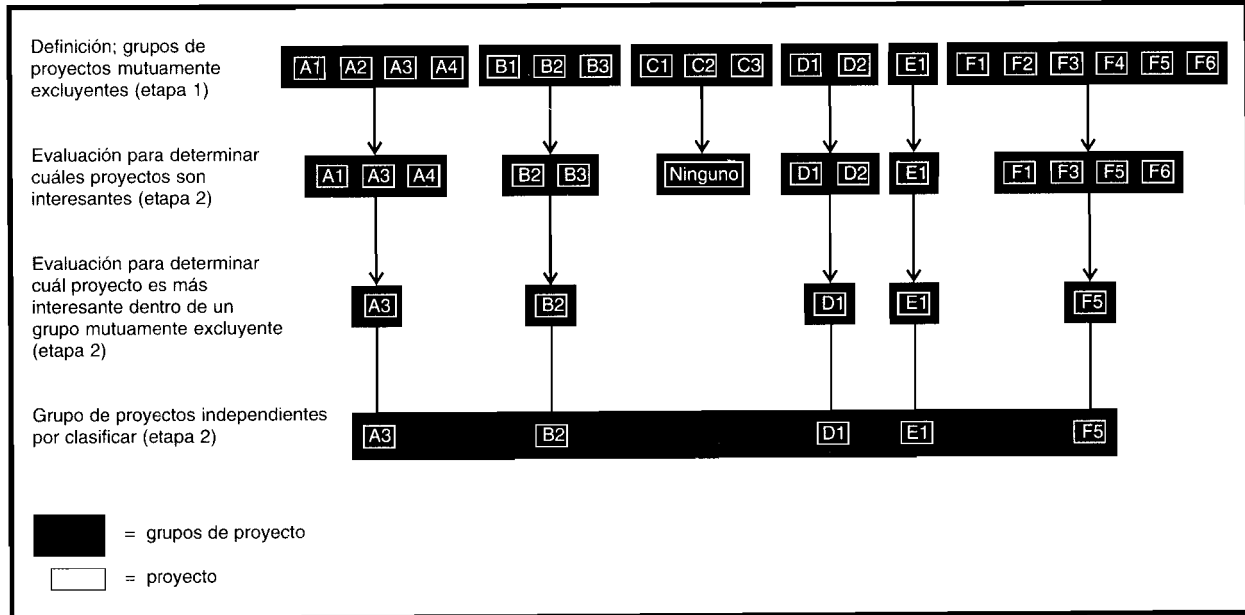 Definición; grupos de
proyectos mutuamente
excluyentes (etapa 1)
A1 A2 A3 A4 B1 B2 B3 C1 C2 C3 D1 D2 E1 F1 F2 F3 F4 F5 F6
Evaluación para determinar
cuáles proyectos son
interesantes (etapa 2)
A1 A3 A4 B2 B3 Ninguno D1 D2 E1 F1 F3 F5 F6
Evaluación para determinar
cuál proyecto es más
interesante dentro de un
grupo mutuamente excluyente
(etapa 2)
A3 B2 D1 E1 F5
Grupo de proyectos independientes
por clasificar (etapa 2)
A3 B2 D1 E1 F5
= grupos de proyecto
= proyecto